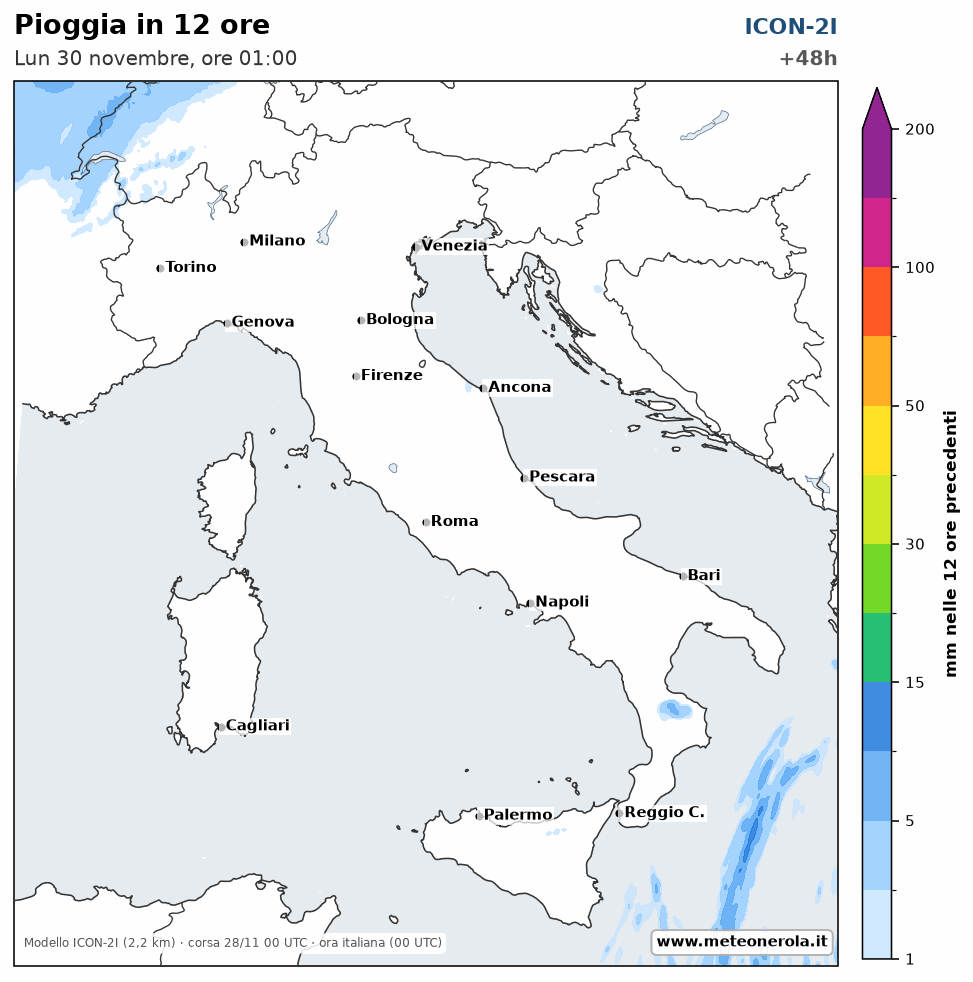 Pioggia in 12 ore
ICON-2I
Lun 30 novembre, ore 01:00
+48h
Milano
Venezia
Torino
Genova
Bologna
Firenze
Ancona
Pescara
Roma
Bari
Napoli
Cagliari
Palermo
Reggio C.
Modello ICON-2I (2,2 km) · corsa 28/11 00 UTC · ora italiana (00 UTC)
www.meteonerola.it
200
100
50
30
15
5
1
mm nelle 12 ore precedenti